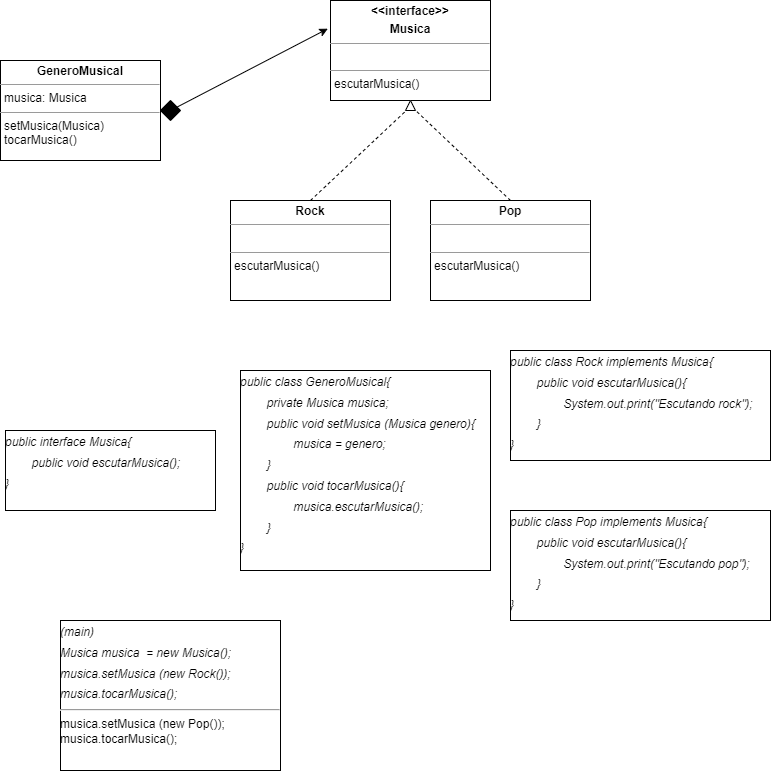 <<interface>>
Musica
escutarMusica()
GeneroMusical
musica: Musica
setMusica(Musica)
tocarMusica()
Rock
escutarMusica()
Pop
escutarMusica()
public interface Musica{
public void escutarMusica();
}
public class GeneroMusical{
private Musica musica;
public void setMusica (Musica genero){
musica = genero;
}
public void tocarMusica(){
musica.escutarMusica();
}
}
public class Rock implements Musica{
public void escutarMusica(){
System.out.print("Escutando rock");
}
}
public class Pop implements Musica{
public void escutarMusica(){
System.out.print("Escutando pop");
}
}
(main)
Musica musica  = new Musica();
musica.setMusica (new Rock());
musica.tocarMusica();
musica.setMusica (new Pop());
musica.tocarMusica();